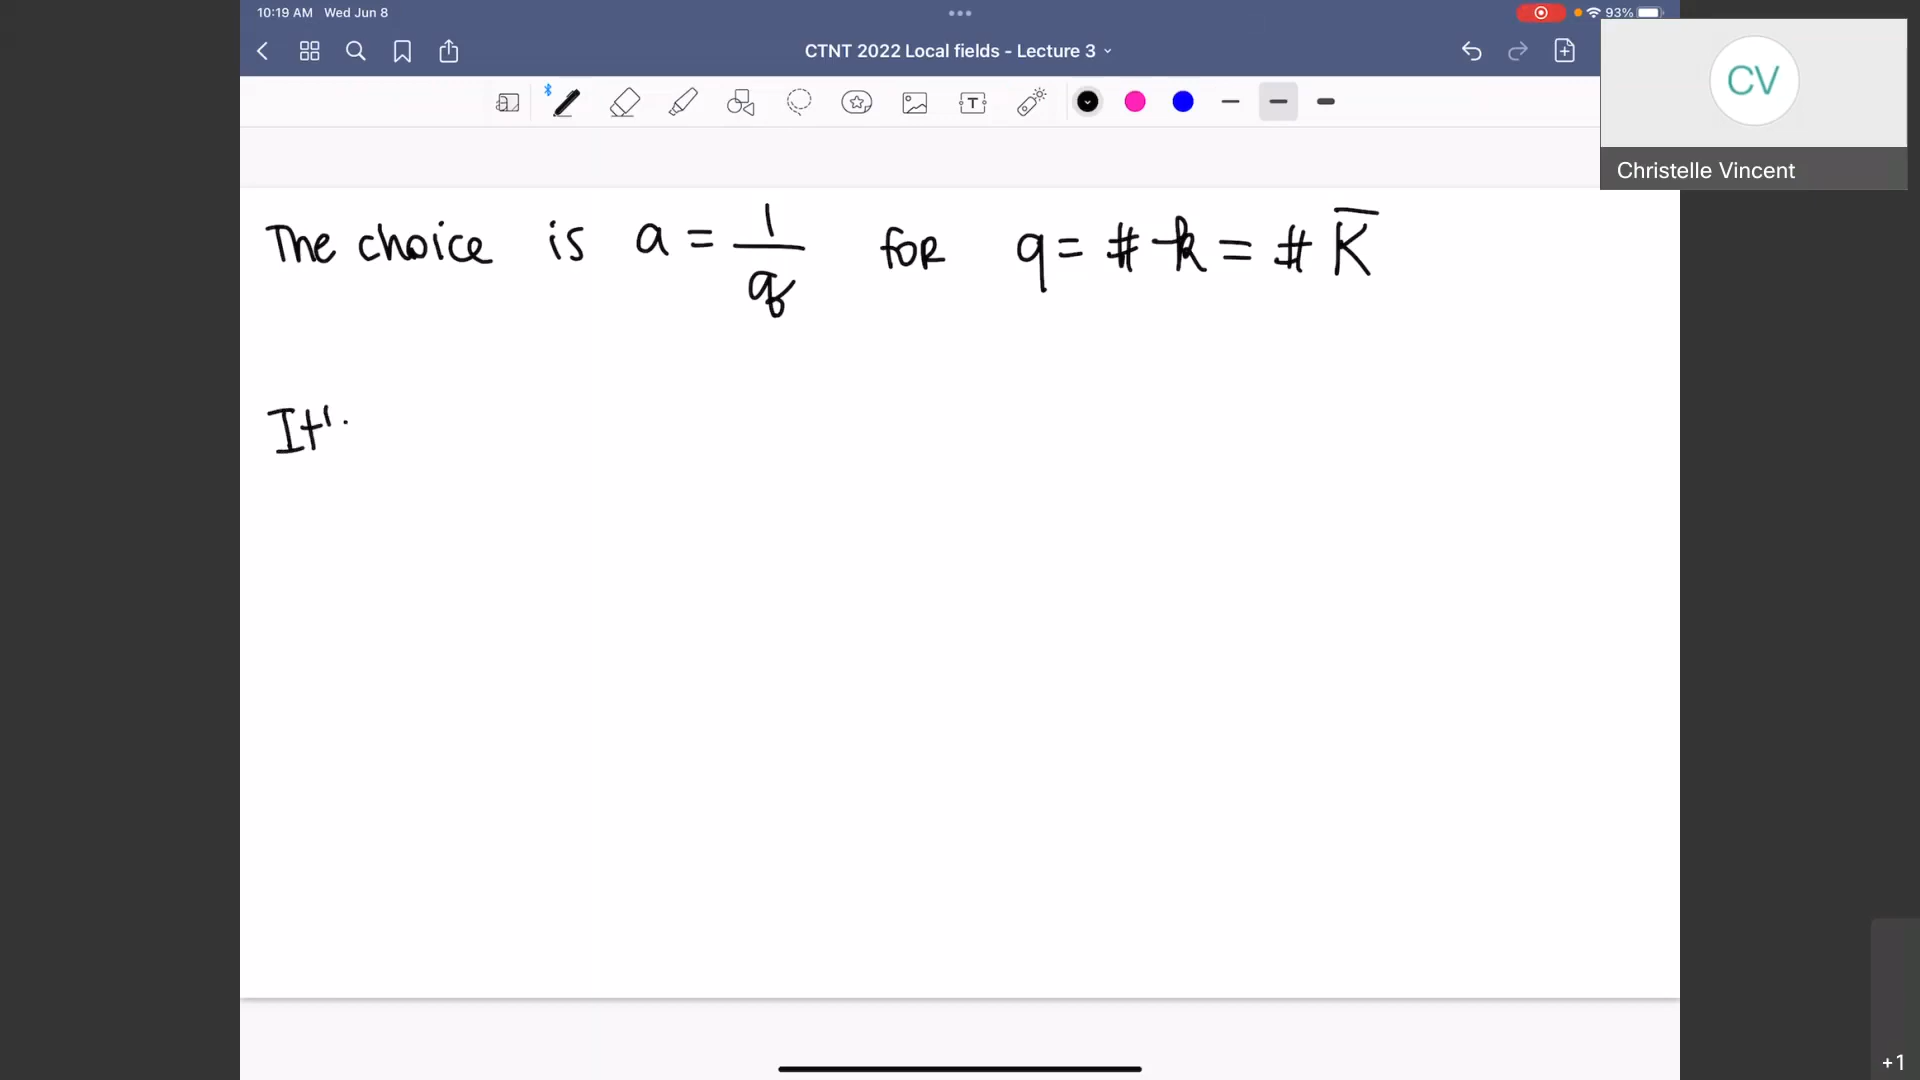 10:19 AM Wed Jun 8
93%
CTNT 2022 Local fields - Lecture 3
CV
Christelle Vincent
The choice is a = 1/q for q = # k = # K̅
It'
+1